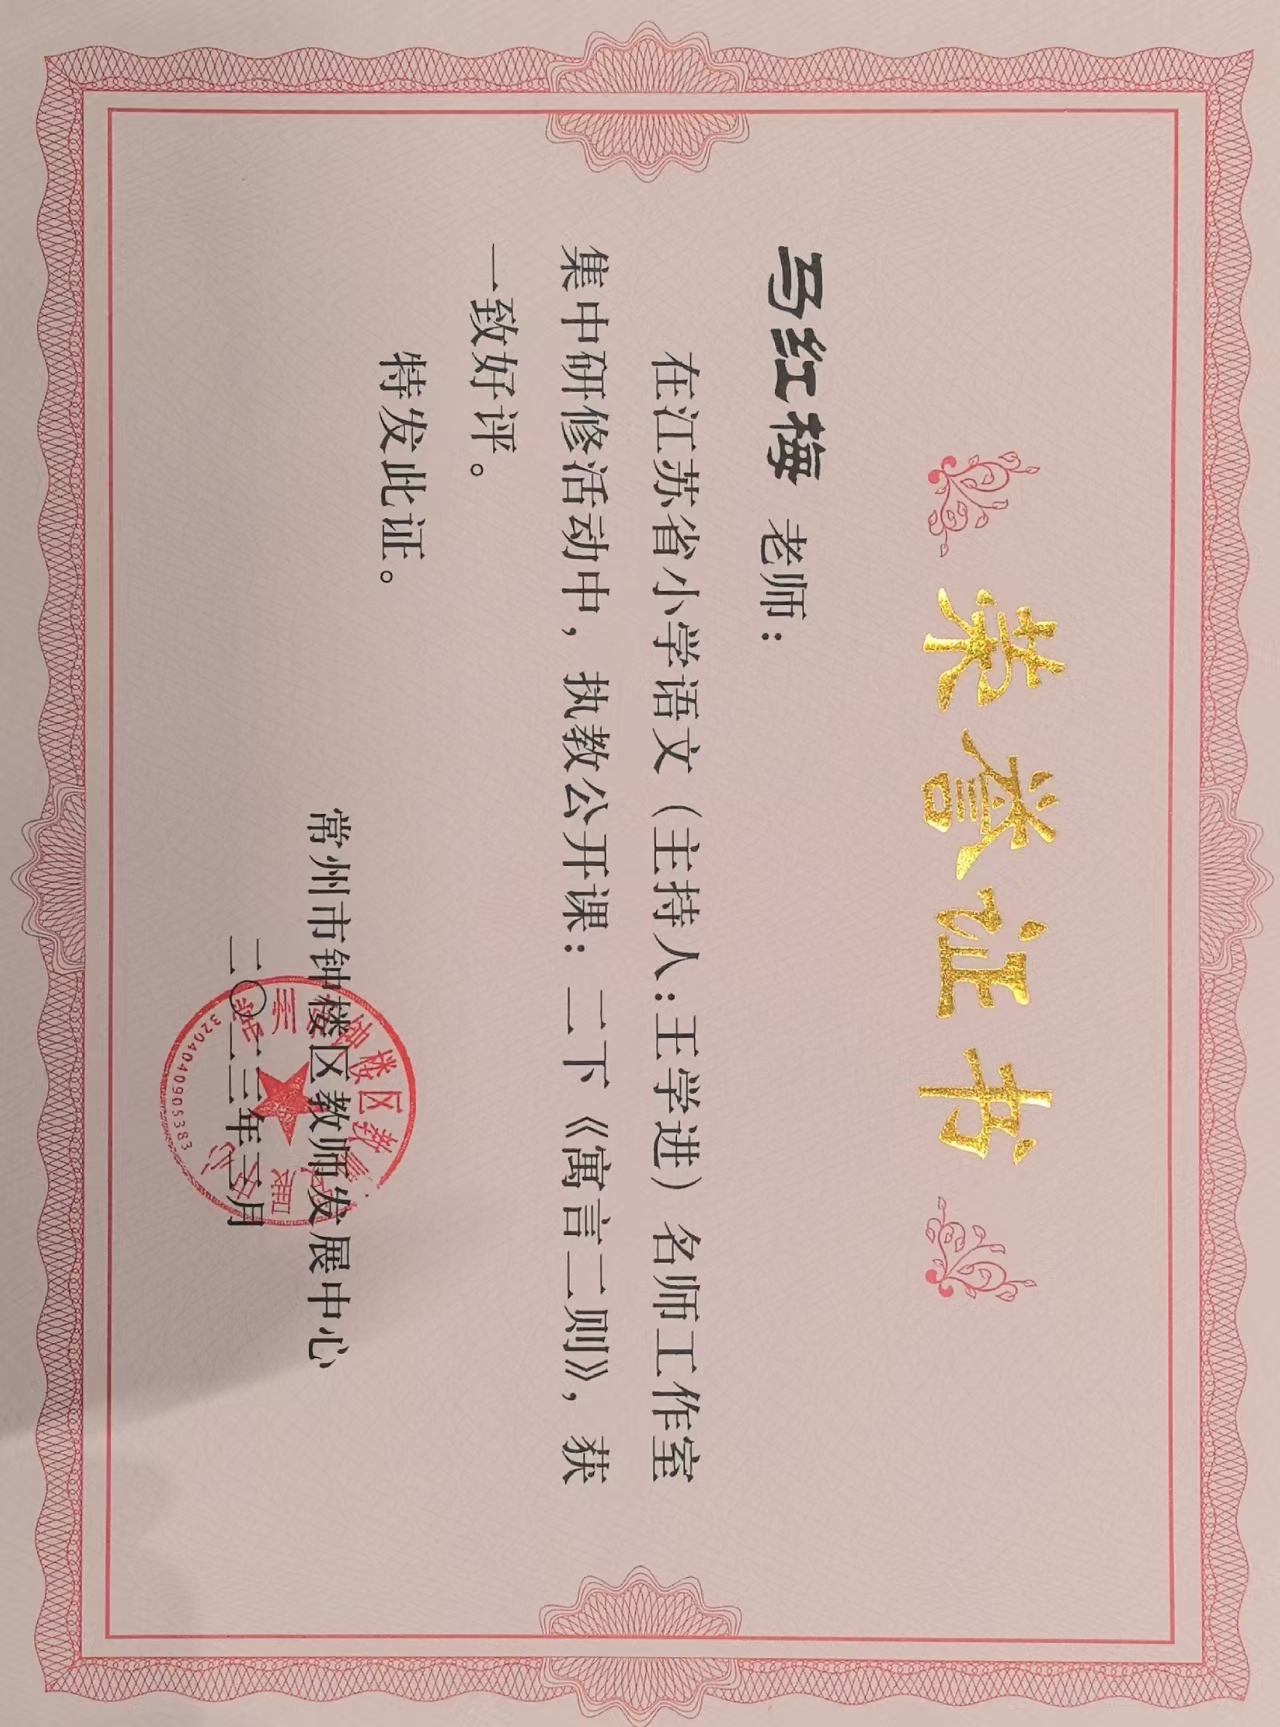 荣誉证书
马红梅 老师：
在江苏省小学语文（主持人：王学进）名师工作室
集中研修活动中，执教公开课：二下《寓言二则》，获
一致好评。
特发此证。
常州市钟楼区教师发展中心
二〇二三年三月
3204040905383